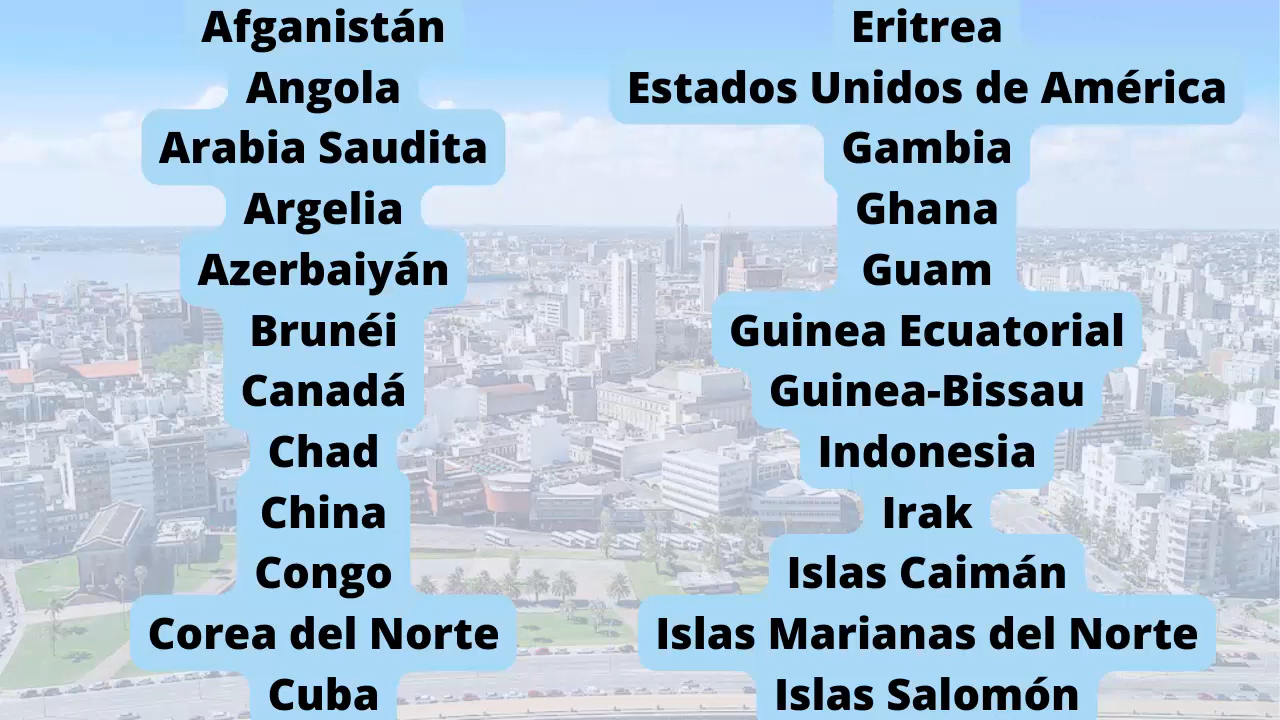 Afganistán
Angola
Arabia Saudita
Argelia
Azerbaiyán
Brunéi
Canadá
Chad
China
Congo
Corea del Norte
Cuba
Eritrea
Estados Unidos de América
Gambia
Ghana
Guam
Guinea Ecuatorial
Guinea-Bissau
Indonesia
Irak
Islas Caimán
Islas Marianas del Norte
Islas Salomón